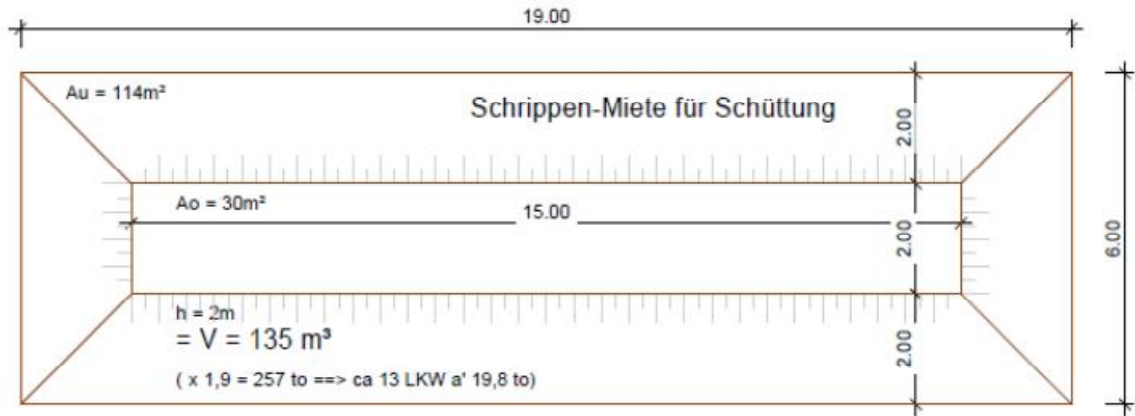 19.00
Au = 114m²
Schrippen-Miete für Schüttung
2.00
Ao = 30m²
15.00
2.00
6.00
h = 2m
= V = 135 m³
2.00
( x 1,9 = 257 to ==> ca 13 LKW a' 19,8 to)